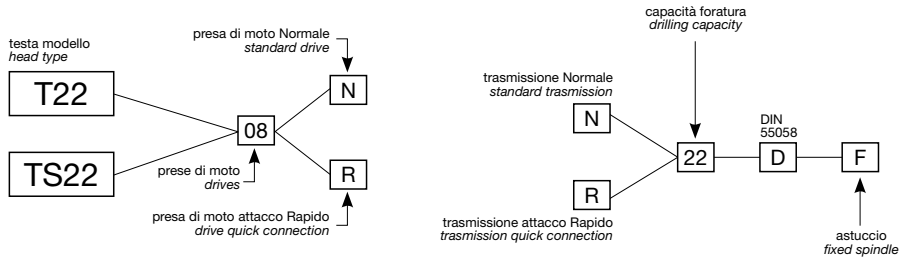 testa modello
head type
T22
TS22
presa di moto Normale
standard drive
N
08
prese di moto
drives
R
presa di moto attacco Rapido
drive quick connection
capacità foratura
drilling capacity
trasmissione Normale
standard trasmission
N
22
DIN
55058
D
F
R
trasmissione attacco Rapido
trasmission quick connection
astuccio
fixed spindle